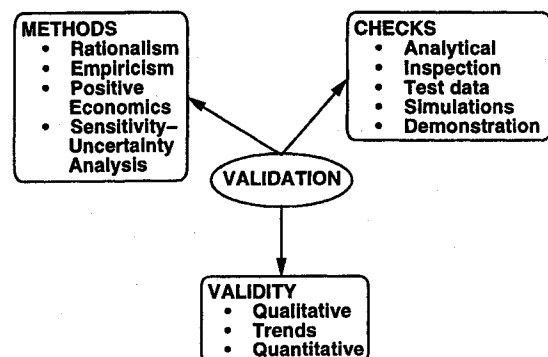 METHODS
• Rationalism
• Empiricism
• Positive
Economics
• Sensitivity–
Uncertainty
Analysis
CHECKS
• Analytical
• Inspection
• Test data
• Simulations
• Demonstration
VALIDATION
VALIDITY
• Qualitative
• Trends
• Quantitative